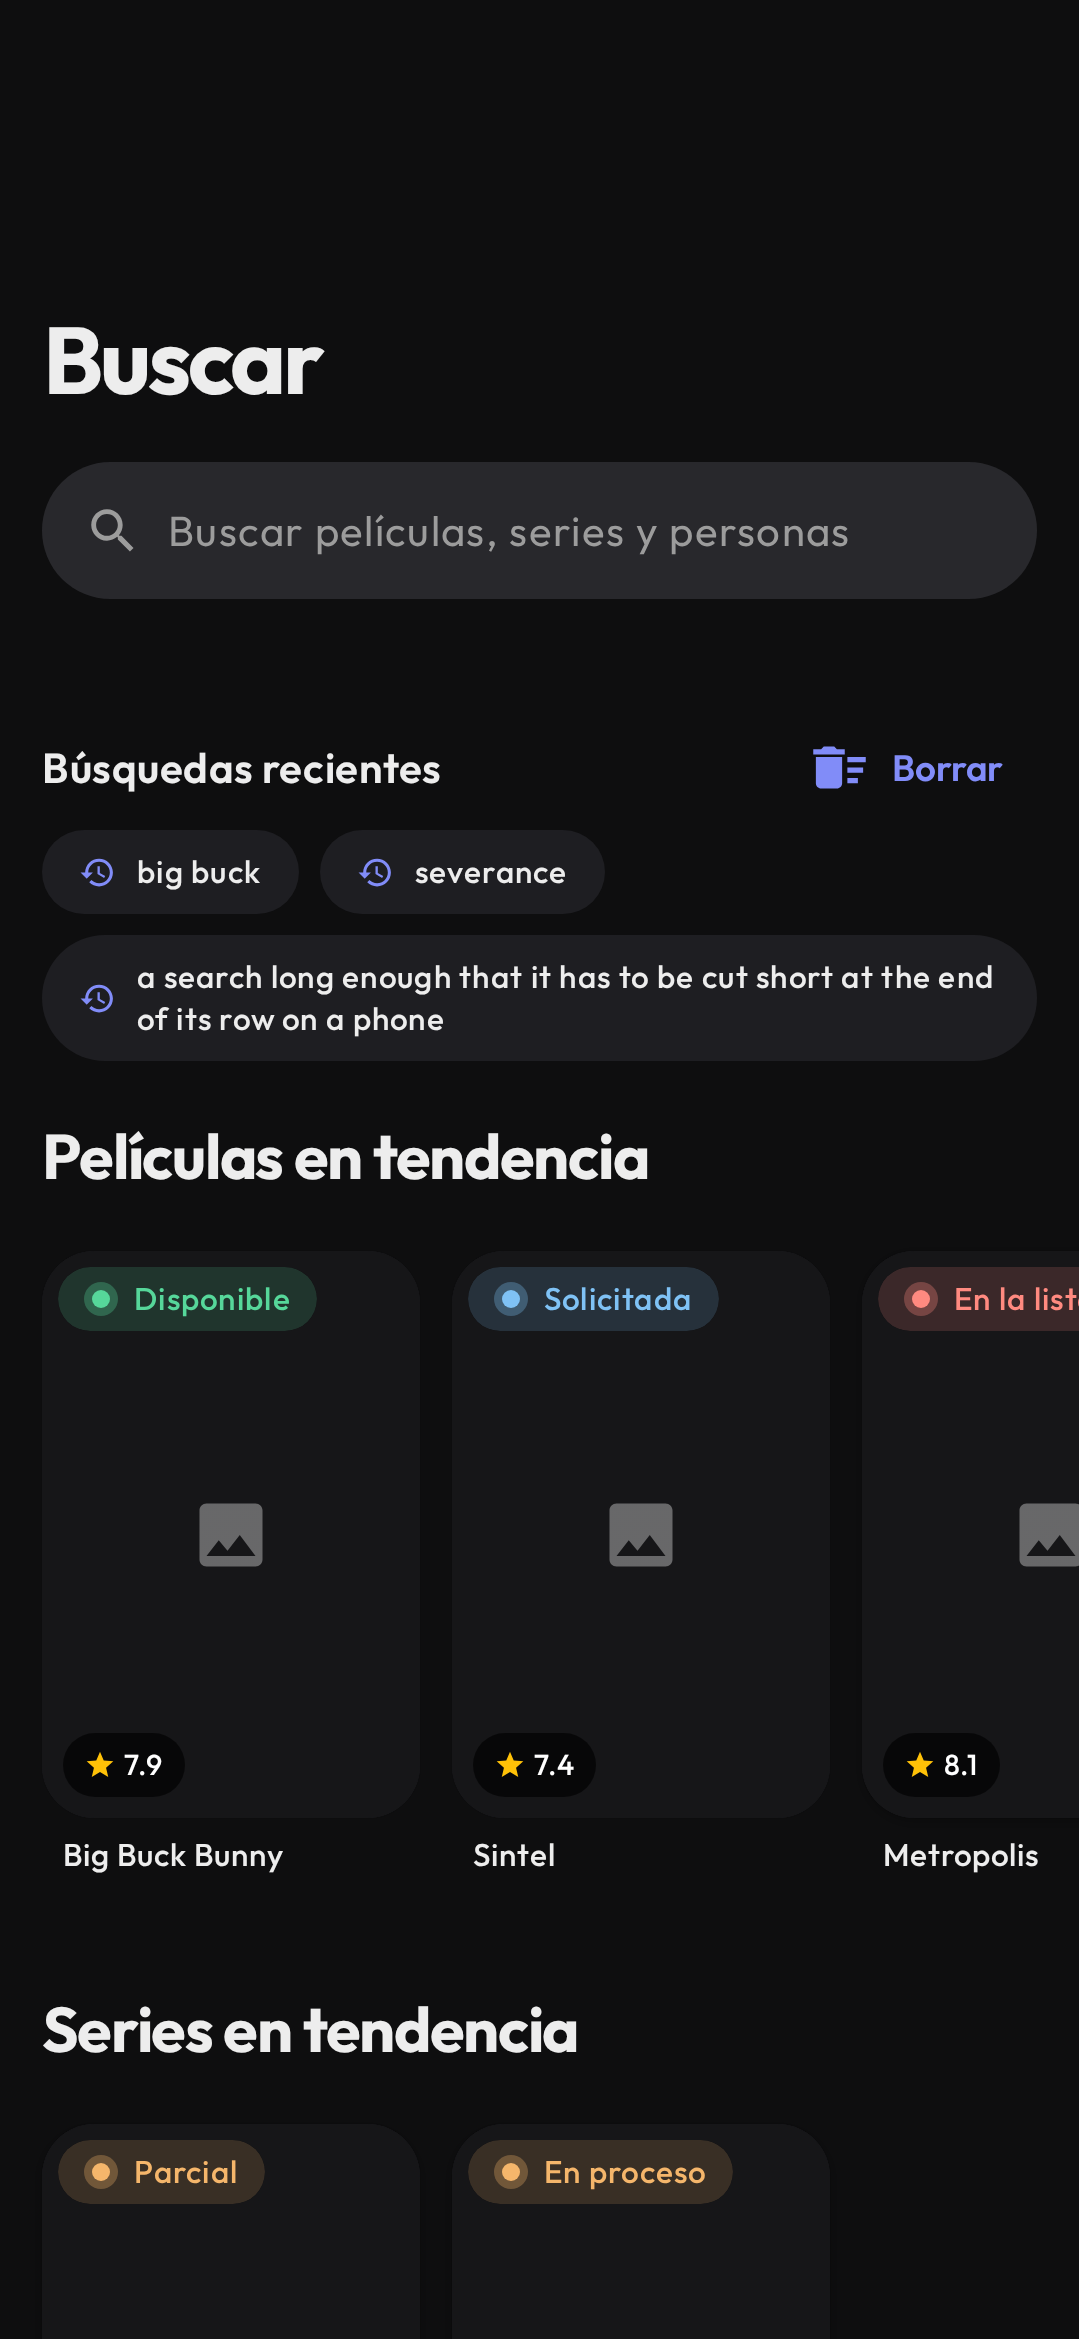 Buscar
Buscar películas, series y personas
Búsquedas recientes
Borrar
big buck
severance
a search long enough that it has to be cut short at the end
of its row on a phone
Películas en tendencia
Disponible
Solicitada
En la
7.9
7.4
8.1
Big Buck Bunny
Sintel
Metropolis
Series en tendencia
Parcial
En proceso